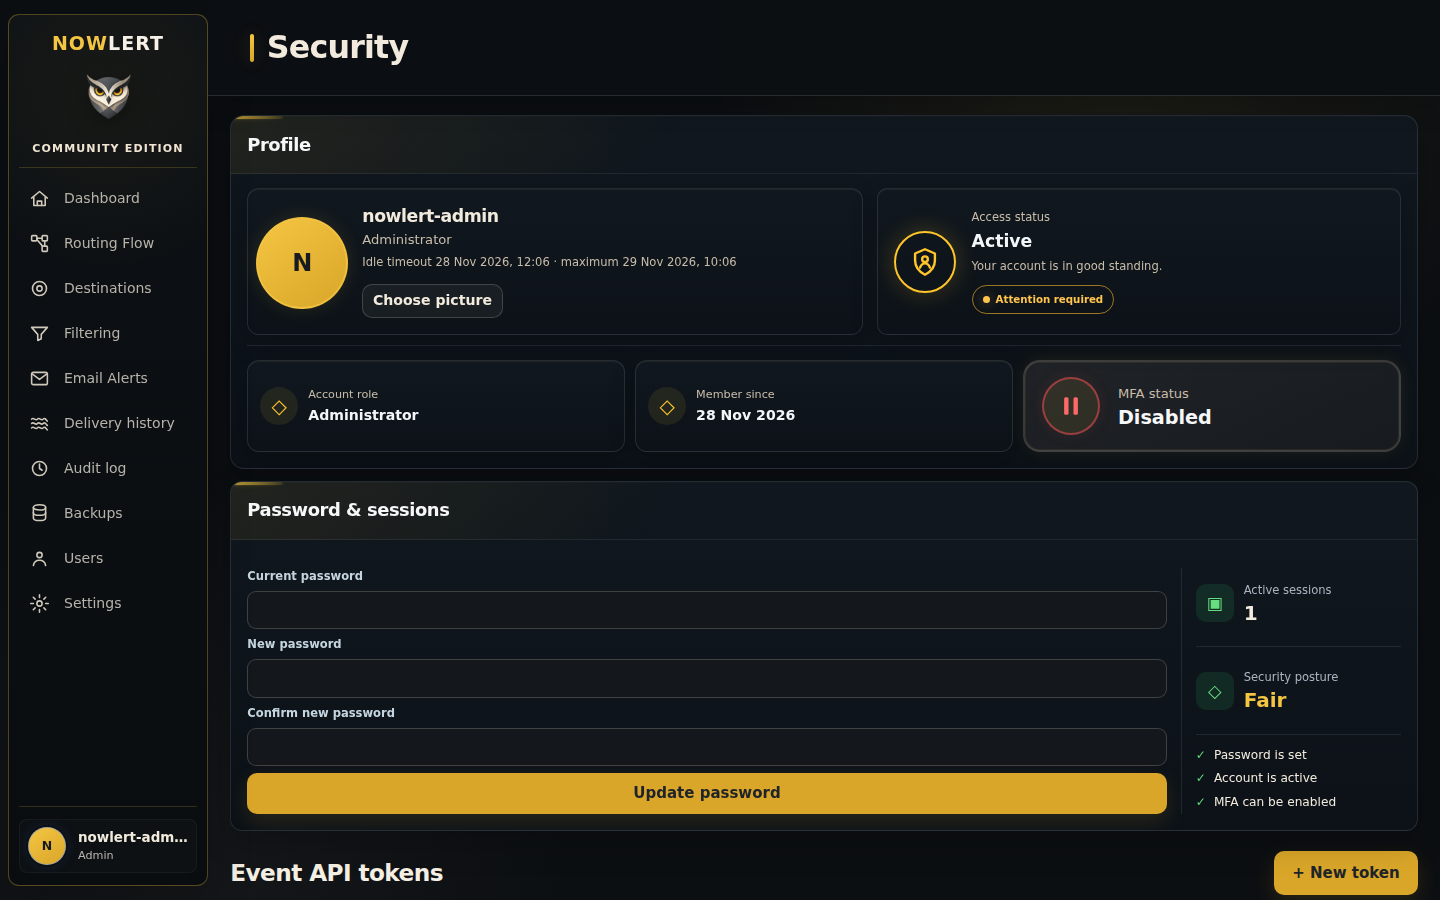 NOWLERT
COMMUNITY EDITION
Dashboard
Routing Flow
Destinations
Filtering
Email Alerts
Delivery history
Audit log
Backups
Users
Settings
N
nowlert-adm...
Admin
Security
Profile
N
nowlert-admin
Administrator
Idle timeout 28 Nov 2026, 12:06 · maximum 29 Nov 2026, 10:06
Choose picture
Access status
Active
Your account is in good standing.
Attention required
Account role
Administrator
Member since
28 Nov 2026
MFA status
Disabled
Password & sessions
Current password
New password
Confirm new password
Update password
Active sessions
1
Security posture
Fair
✓ Password is set
✓ Account is active
✓ MFA can be enabled
Event API tokens
+ New token